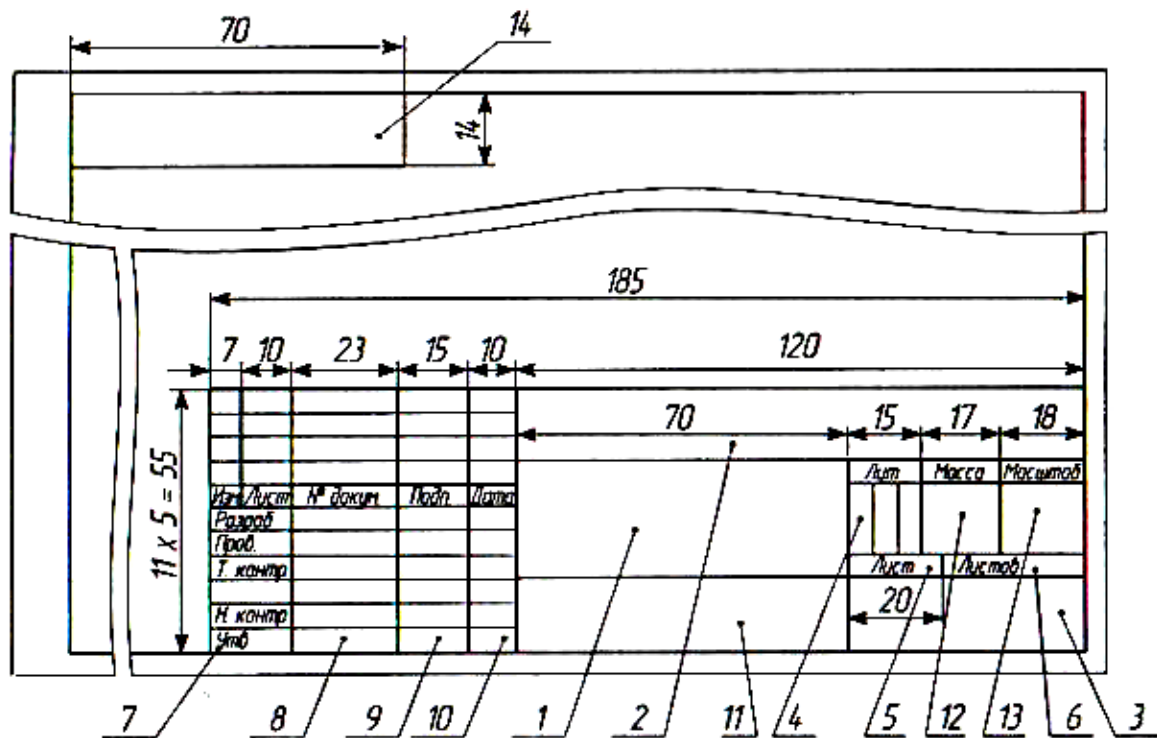 70
14
14
185
7 10 23 15 10 120
70 15 17 18
11 x 5 = 55
Лит Масса Масштаб
Изм Лист № докум Подп. Дата
Разраб
Пров.
Т. контр
Лист Листов
20
Н. контр
Утв
7 8 9 10 1 2 11 4 5 12 13 6 3